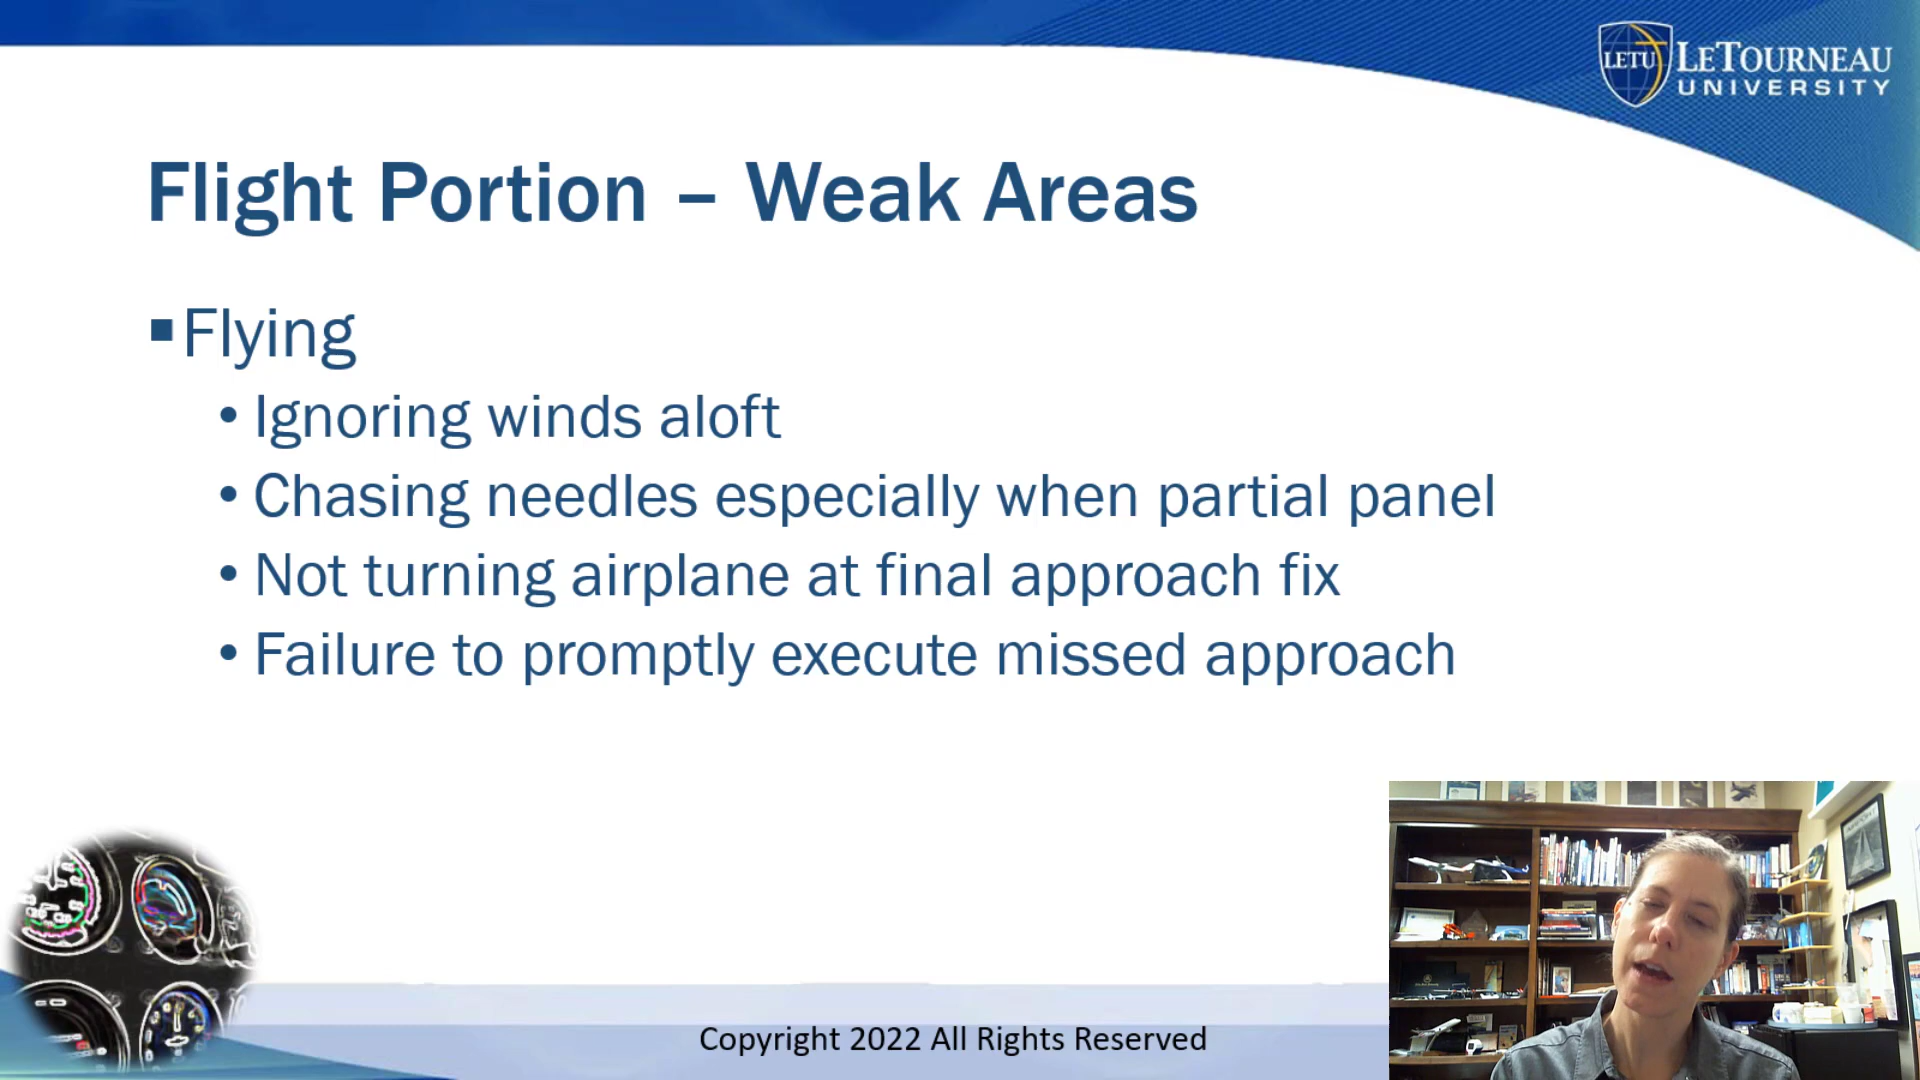 LETU
LETOURNEAU
UNIVERSITY
Flight Portion – Weak Areas
▪Flying
• Ignoring winds aloft
• Chasing needles especially when partial panel
• Not turning airplane at final approach fix
• Failure to promptly execute missed approach
Copyright 2022 All Rights Reserved